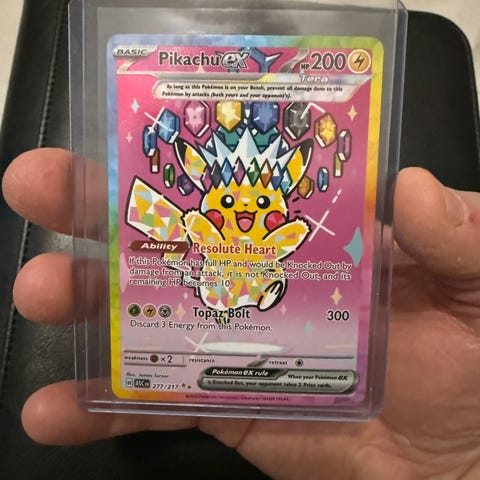 BASIC Pikachu ex HP 200
Tera
As long as this Pokémon is on your Bench, prevent all damage done to this
Pokémon by attacks (both yours and your opponent's).
Ability Resolute Heart
If this Pokémon has full HP and would be Knocked Out by
damage from an attack, it is not Knocked Out, and its
remaining HP becomes 10.
Topaz Bolt 300
Discard 3 Energy from this Pokémon.
weakness ×2 resistance retreat
Pokémon ex rule When your Pokémon ex
is Knocked Out, your opponent takes 2 Prize cards.
Illus. James Turner
ASC EN 277/217